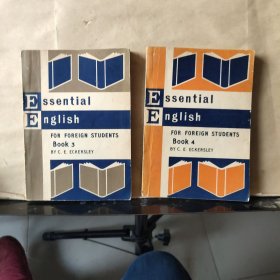 Essential
English
FOR FOREIGN STUDENTS
Book 3
BY C. E. ECKERSLEY
Essential
English
FOR FOREIGN STUDENTS
Book 4
BY C. E. ECKERSLEY